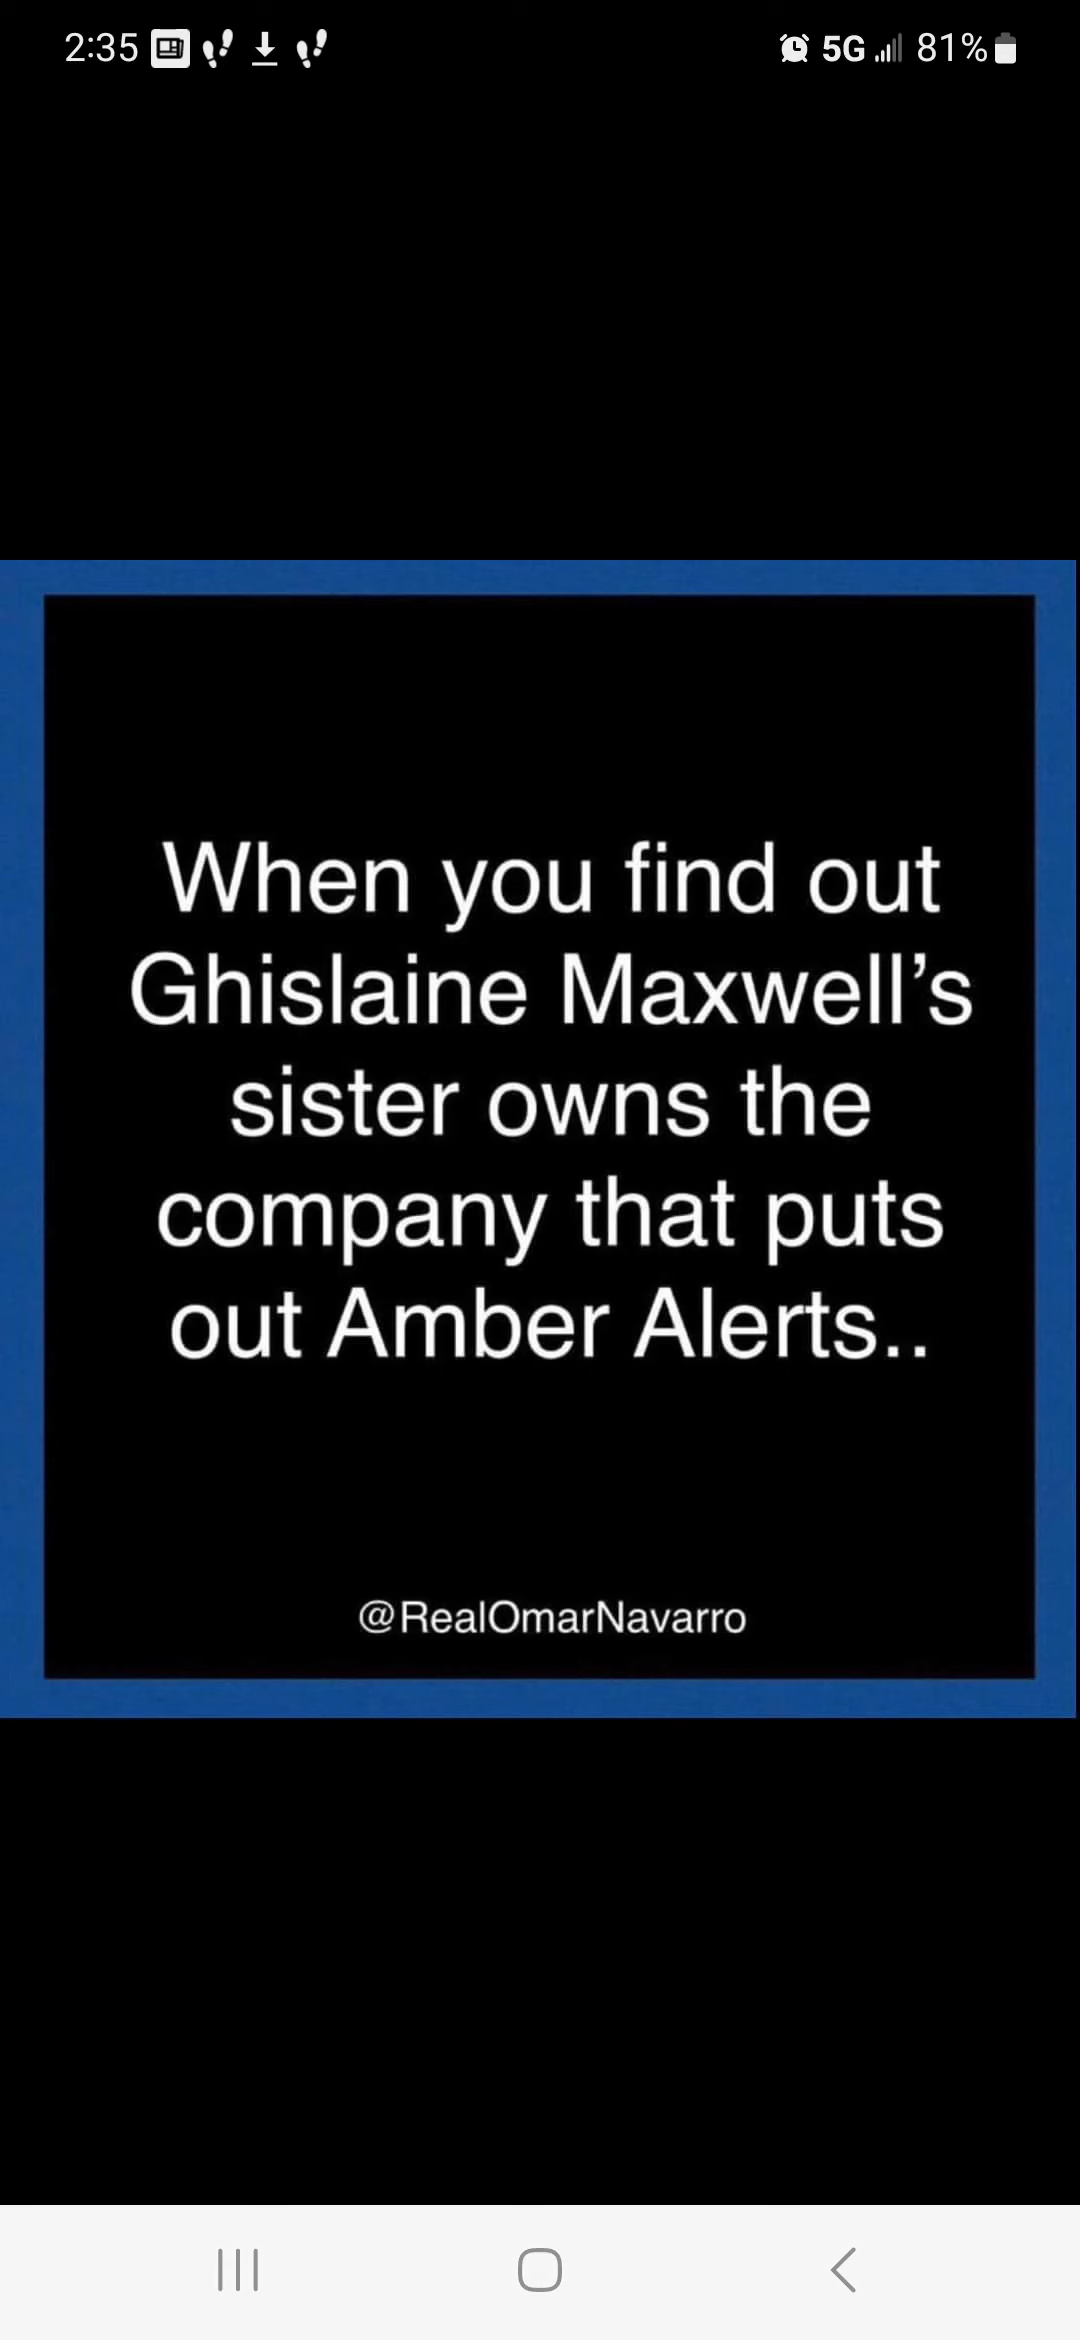 2:35
5G 81%
When you find out
Ghislaine Maxwell’s
sister owns the
company that puts
out Amber Alerts..
@RealOmarNavarro